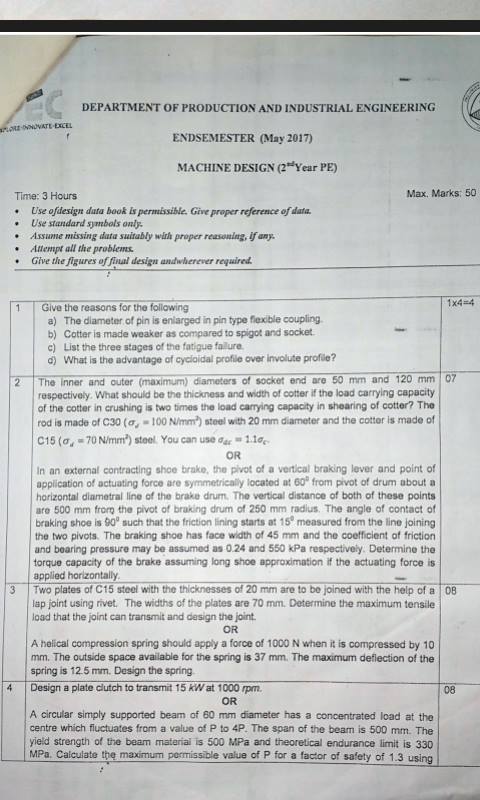 EC
EXPLORE-INNOVATE-EXCEL
DEPARTMENT OF PRODUCTION AND INDUSTRIAL ENGINEERING
ENDSEMESTER (May 2017)
MACHINE DESIGN (2nd Year PE)
Time: 3 Hours Max. Marks: 50
• Use of design data book is permissible. Give proper reference of data.
• Use standard symbols only.
• Assume missing data suitably with proper reasoning, if any.
• Attempt all the problems.
• Give the figures of final design andwherever required.
1 Give the reasons for the following 1x4=4
a) The diameter of pin is enlarged in pin type flexible coupling.
b) Cotter is made weaker as compared to spigot and socket.
c) List the three stages of the fatigue failure.
d) What is the advantage of cycloidal profile over involute profile?
2 The inner and outer (maximum) diameters of socket end are 50 mm and 120 mm 07
respectively. What should be the thickness and width of cotter if the load carrying capacity
of the cotter in crushing is two times the load carrying capacity in shearing of cotter? The
rod is made of C30 (σd = 100 N/mm²) steel with 20 mm diameter and the cotter is made of
C15 (σd = 70 N/mm²) steel. You can use σdc = 1.1σt.
OR
In an external contracting shoe brake, the pivot of a vertical braking lever and point of
application of actuating force are symmetrically located at 60⁰ from pivot of drum about a
horizontal diametral line of the brake drum. The vertical distance of both of these points
are 500 mm from the pivot of braking drum of 250 mm radius. The angle of contact of
braking shoe is 90⁰ such that the friction lining starts at 15⁰ measured from the line joining
the two pivots. The braking shoe has face width of 45 mm and the coefficient of friction
and bearing pressure may be assumed as 0.24 and 550 kPa respectively. Determine the
torque capacity of the brake assuming long shoe approximation if the actuating force is
applied horizontally.
3 Two plates of C15 steel with the thicknesses of 20 mm are to be joined with the help of a 08
lap joint using rivet. The widths of the plates are 70 mm. Determine the maximum tensile
load that the joint can transmit and design the joint.
OR
A helical compression spring should apply a force of 1000 N when it is compressed by 10
mm. The outside space available for the spring is 37 mm. The maximum deflection of the
spring is 12.5 mm. Design the spring.
4 Design a plate clutch to transmit 15 kW at 1000 rpm. 08
OR
A circular simply supported beam of 60 mm diameter has a concentrated load at the
centre which fluctuates from a value of P to 4P. The span of the beam is 500 mm. The
yield strength of the beam material is 500 MPa and theoretical endurance limit is 330
MPa. Calculate the maximum permissible value of P for a factor of safety of 1.3 using